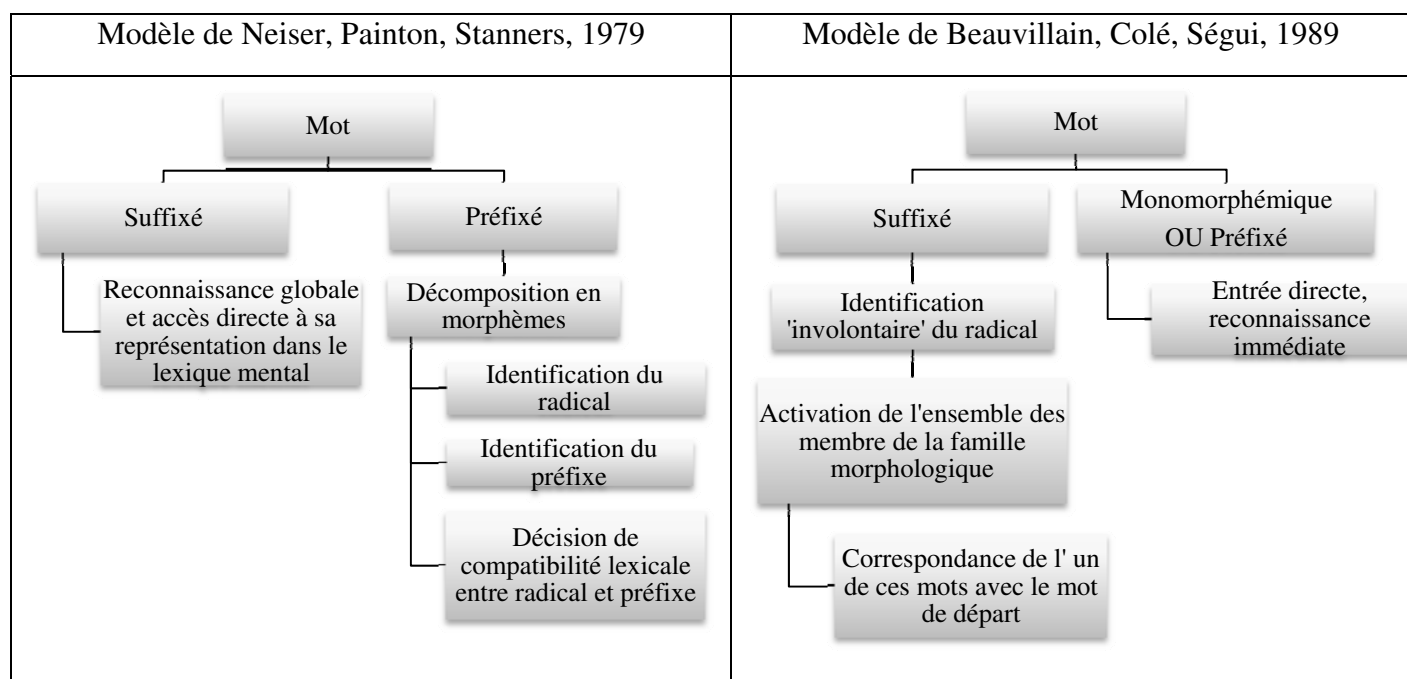 Modèle de Neiser, Painton, Stanners, 1979
Mot
Suffixé
Préfixé
Reconnaissance globale
et accès directe à sa
représentation dans le
lexique mental
Décomposition en
morphèmes
Identification du
radical
Identification du
préfixe
Décision de
compatibilité lexicale
entre radical et préfixe
Modèle de Beauvillain, Colé, Ségui, 1989
Mot
Suffixé
Monomorphémique
OU Préfixé
Identification
'involontaire' du radical
Entrée directe,
reconnaissance
immédiate
Activation de l'ensemble des
membre de la famille
morphologique
Correspondance de l' un
de ces mots avec le mot
de départ